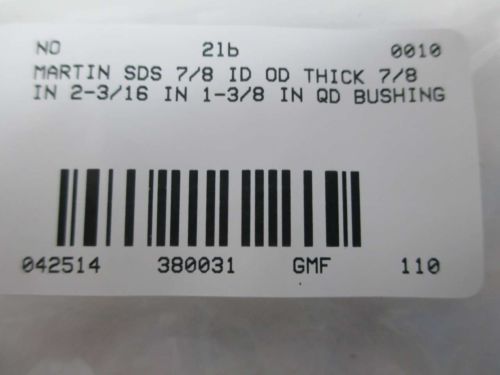 NO 2lb 0010
MARTIN SDS 7/8 ID OD THICK 7/8
IN 2-3/16 IN 1-3/8 IN QD BUSHING
042514 380031 GMF 110